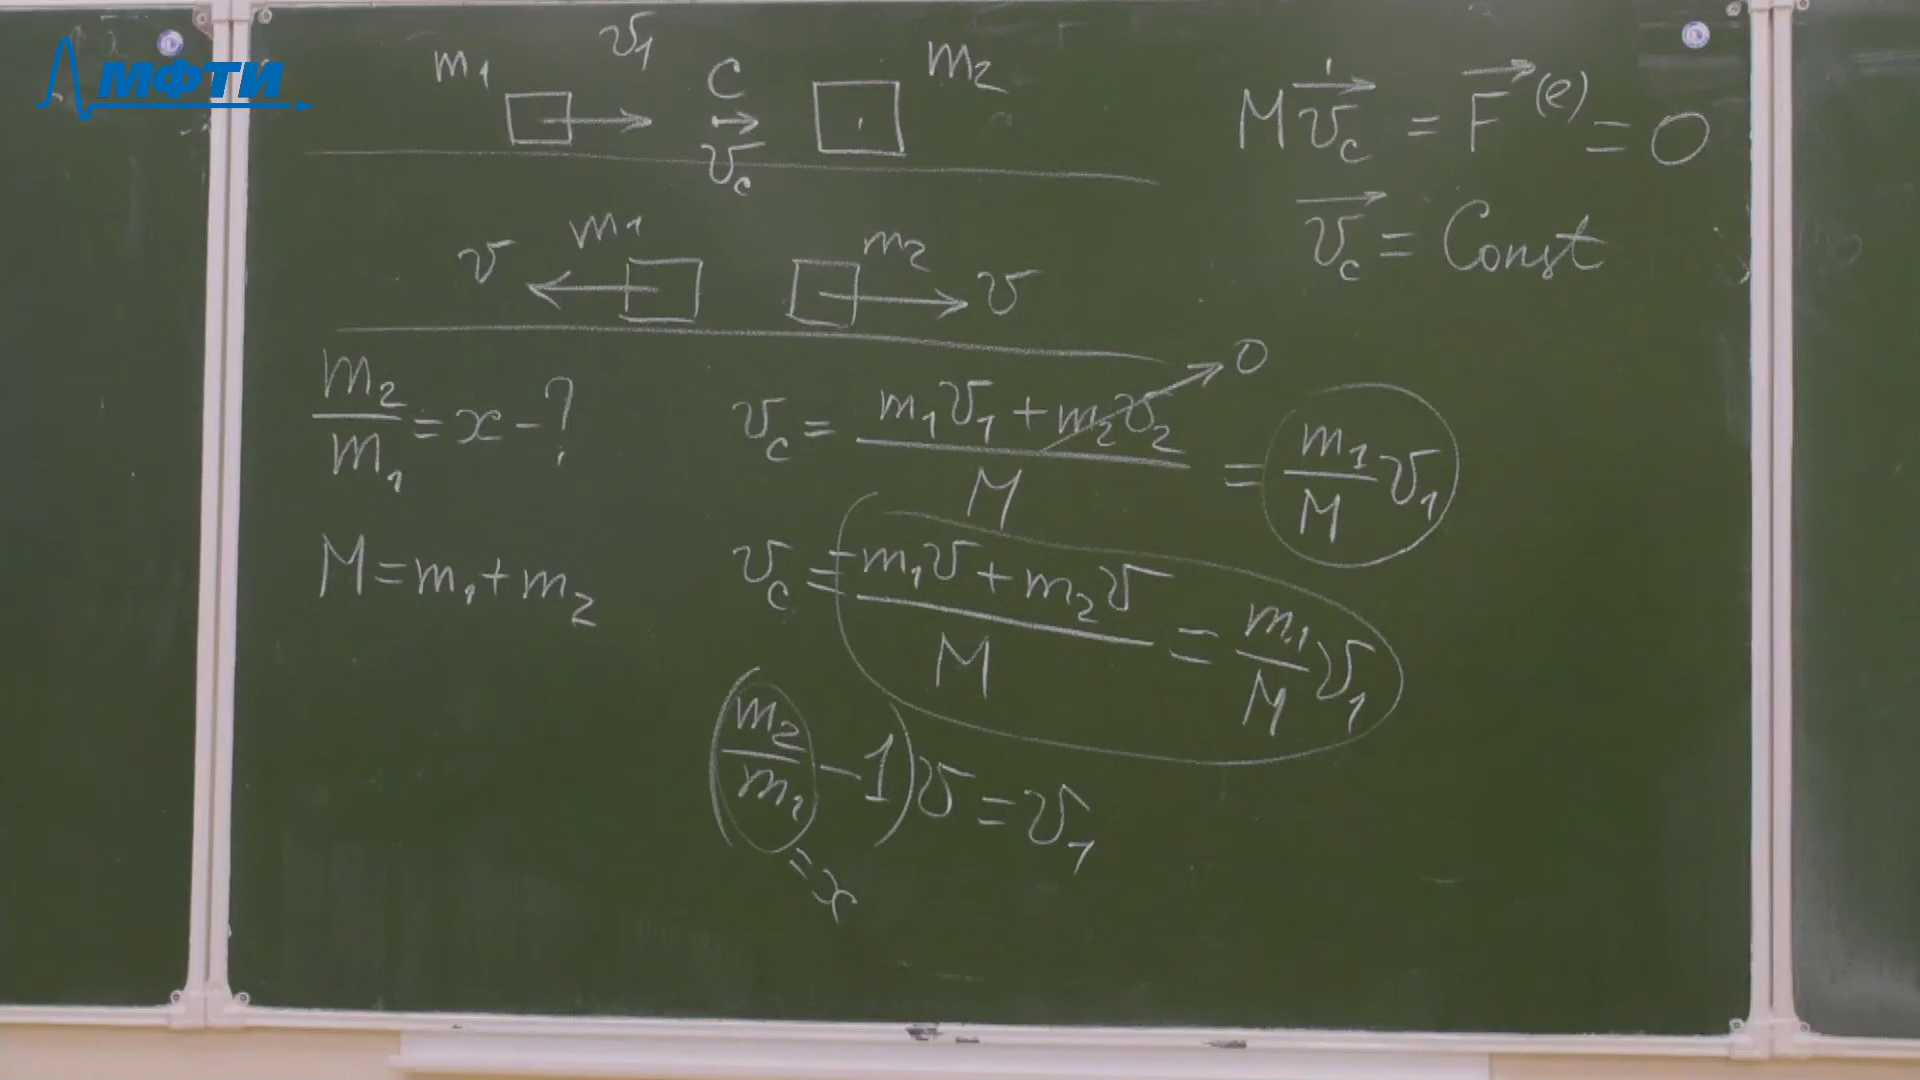 МФТИ
m₁ v₁ C v_c m₂
v m₁ m₂ v
m₂/m₁ = x - ?
M = m₁ + m₂
M v̇_c = F^(e) = 0
v_c = Const
v_c = (m₁v₁ + m₂v₂)/M = m₁/M v₁
0
v_c = (m₁v + m₂v)/M = m₁/M v₁
(m₂/m₁ - 1) v = v₁
= x